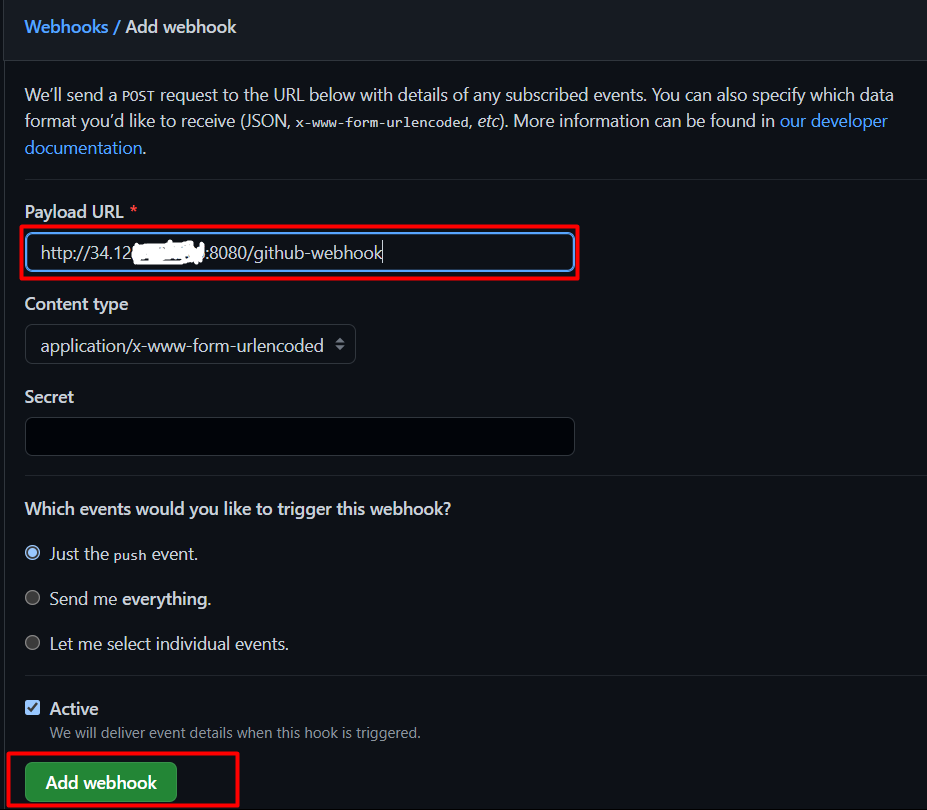 Webhooks / Add webhook
We’ll send a POST request to the URL below with details of any subscribed events. You can also specify which data
format you’d like to receive (JSON, x-www-form-urlencoded, etc). More information can be found in our developer
documentation.
Payload URL *
http://34.12 :8080/github-webhook
Content type
application/x-www-form-urlencoded
Secret
Which events would you like to trigger this webhook?
Just the push event.
Send me everything.
Let me select individual events.
Active
We will deliver event details when this hook is triggered.
Add webhook